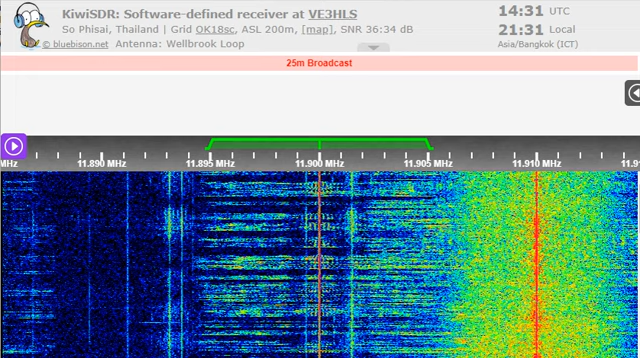 KiwiSDR: Software-defined receiver at VE3HLS
14:31 UTC
So Phisai, Thailand | Grid OK18sc, ASL 200m, [map], SNR 36:34 dB
21:31 Local
© bluebison.net Antenna: Wellbrook Loop
Asia/Bangkok (ICT)
25m Broadcast
MHz 11.890 MHz 11.895 MHz 11.900 MHz 11.905 MHz 11.910 MHz 11.91